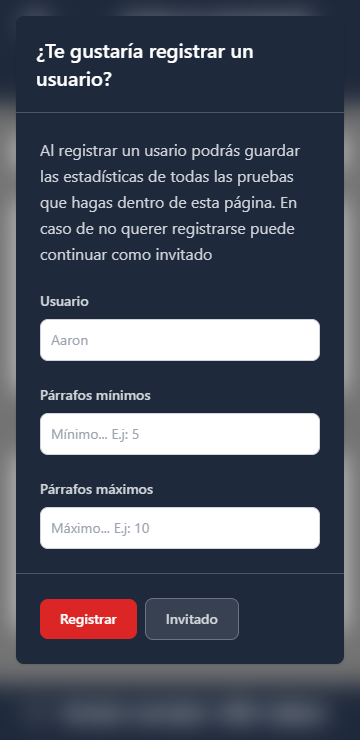 ¿Te gustaría registrar un
usuario?
Al registrar un usario podrás guardar
las estadísticas de todas las pruebas
que hagas dentro de esta página. En
caso de no querer registrarse puede
continuar como invitado
Usuario
Aaron
Párrafos mínimos
Mínimo... E.j: 5
Párrafos máximos
Máximo... E.j: 10
Registrar Invitado